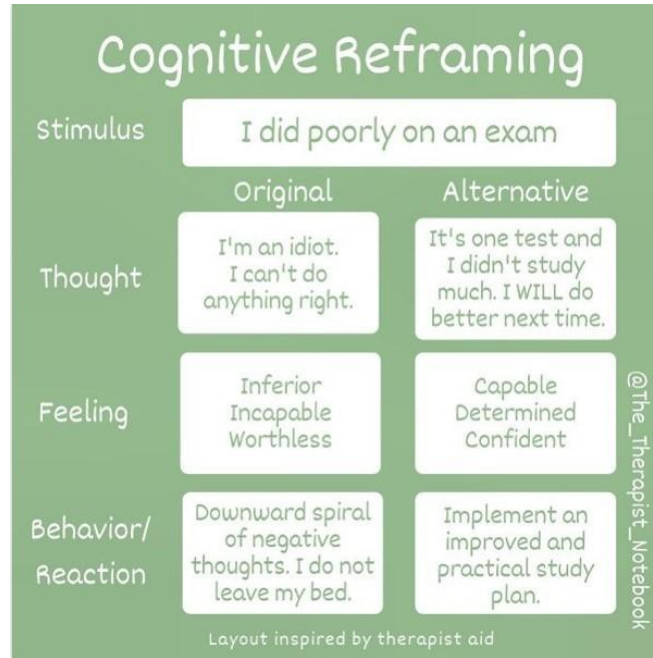 Cognitive Reframing
Stimulus
I did poorly on an exam
Original
Alternative
Thought
I'm an idiot.
I can't do
anything right.
It's one test and
I didn't study
much. I WILL do
better next time.
Feeling
Inferior
Incapable
Worthless
Capable
Determined
Confident
Behavior/
Reaction
Downward spiral
of negative
thoughts. I do not
leave my bed.
Implement an
improved and
practical study
plan.
@The_Therapist_Notebook
Layout inspired by therapist aid